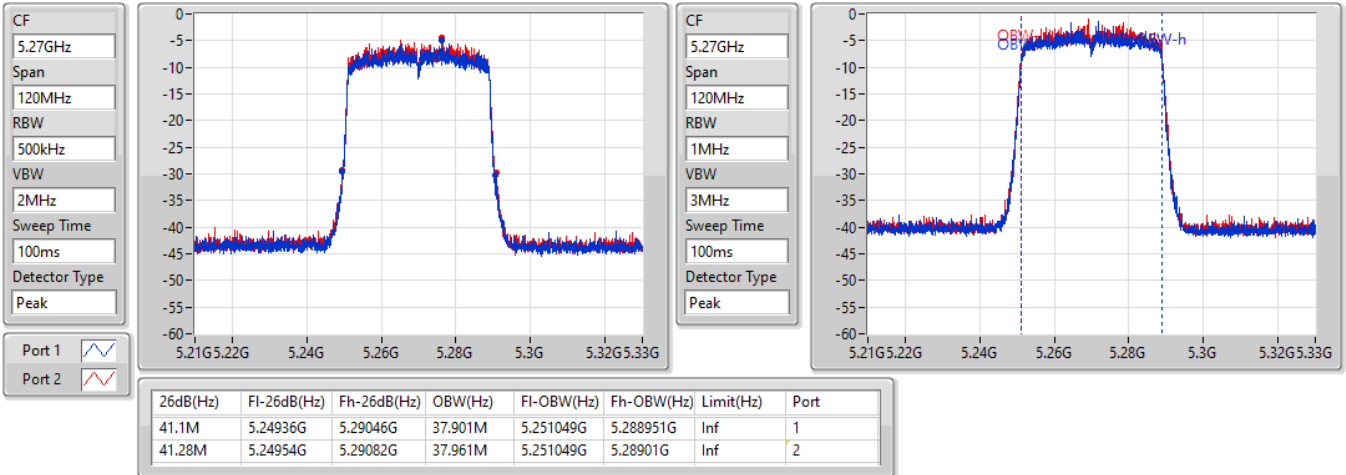 CF
5.27GHz
Span
120MHz
RBW
500kHz
VBW
2MHz
Sweep Time
100ms
Detector Type
Peak
Port 1
Port 2
0-
-5-
-10-
-15-
-20-
-25-
-30-
-35-
-40-
-45-
-50-
-55-
-60-
5.21G 5.22G 5.24G 5.26G 5.28G 5.3G 5.32G 5.33G
CF
5.27GHz
Span
120MHz
RBW
1MHz
VBW
3MHz
Sweep Time
100ms
Detector Type
Peak
0-
-5-
-10-
-15-
-20-
-25-
-30-
-35-
-40-
-45-
-50-
-55-
-60-
5.21G 5.22G 5.24G 5.26G 5.28G 5.3G 5.32G 5.33G
26dB(Hz) Fl-26dB(Hz) Fh-26dB(Hz) OBW(Hz) Fl-OBW(Hz) Fh-OBW(Hz) Limit(Hz) Port
41.1M 5.24936G 5.29046G 37.901M 5.251049G 5.288951G Inf 1
41.28M 5.24954G 5.29082G 37.961M 5.251049G 5.28901G Inf 2